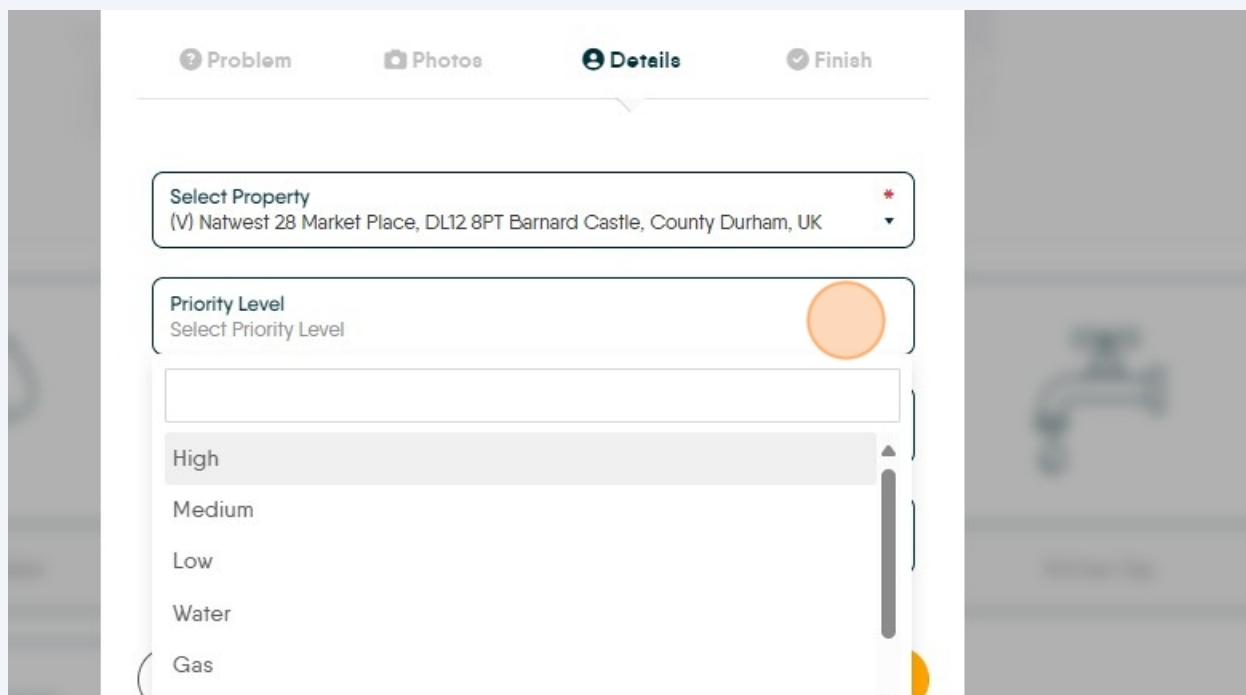 Problem
Photos
Details
Finish
Select Property *
(V) Natwest 28 Market Place, DL12 8PT Barnard Castle, County Durham, UK
Priority Level
Select Priority Level
High
Medium
Low
Water
Gas